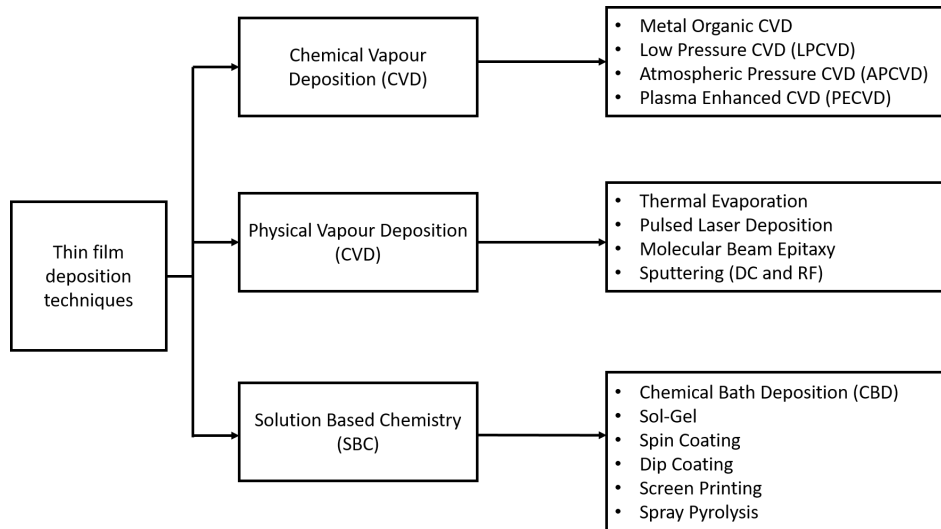 Thin film
deposition
techniques
Chemical Vapour
Deposition (CVD)
• Metal Organic CVD
• Low Pressure CVD (LPCVD)
• Atmospheric Pressure CVD (APCVD)
• Plasma Enhanced CVD (PECVD)
Physical Vapour Deposition
(CVD)
• Thermal Evaporation
• Pulsed Laser Deposition
• Molecular Beam Epitaxy
• Sputtering (DC and RF)
Solution Based Chemistry
(SBC)
• Chemical Bath Deposition (CBD)
• Sol-Gel
• Spin Coating
• Dip Coating
• Screen Printing
• Spray Pyrolysis